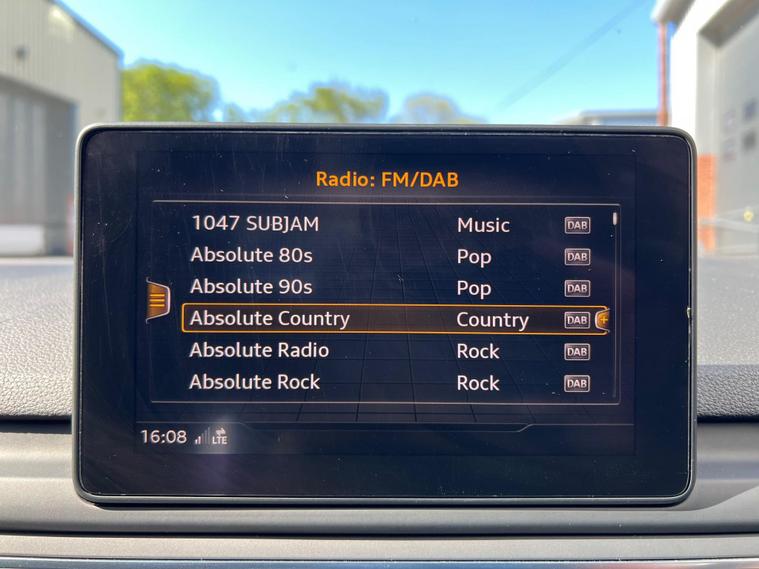 Radio: FM/DAB
1047 SUBJAM Music DAB
Absolute 80s Pop DAB
Absolute 90s Pop DAB
Absolute Country Country DAB
Absolute Radio Rock DAB
Absolute Rock Rock DAB
16:08 LTE